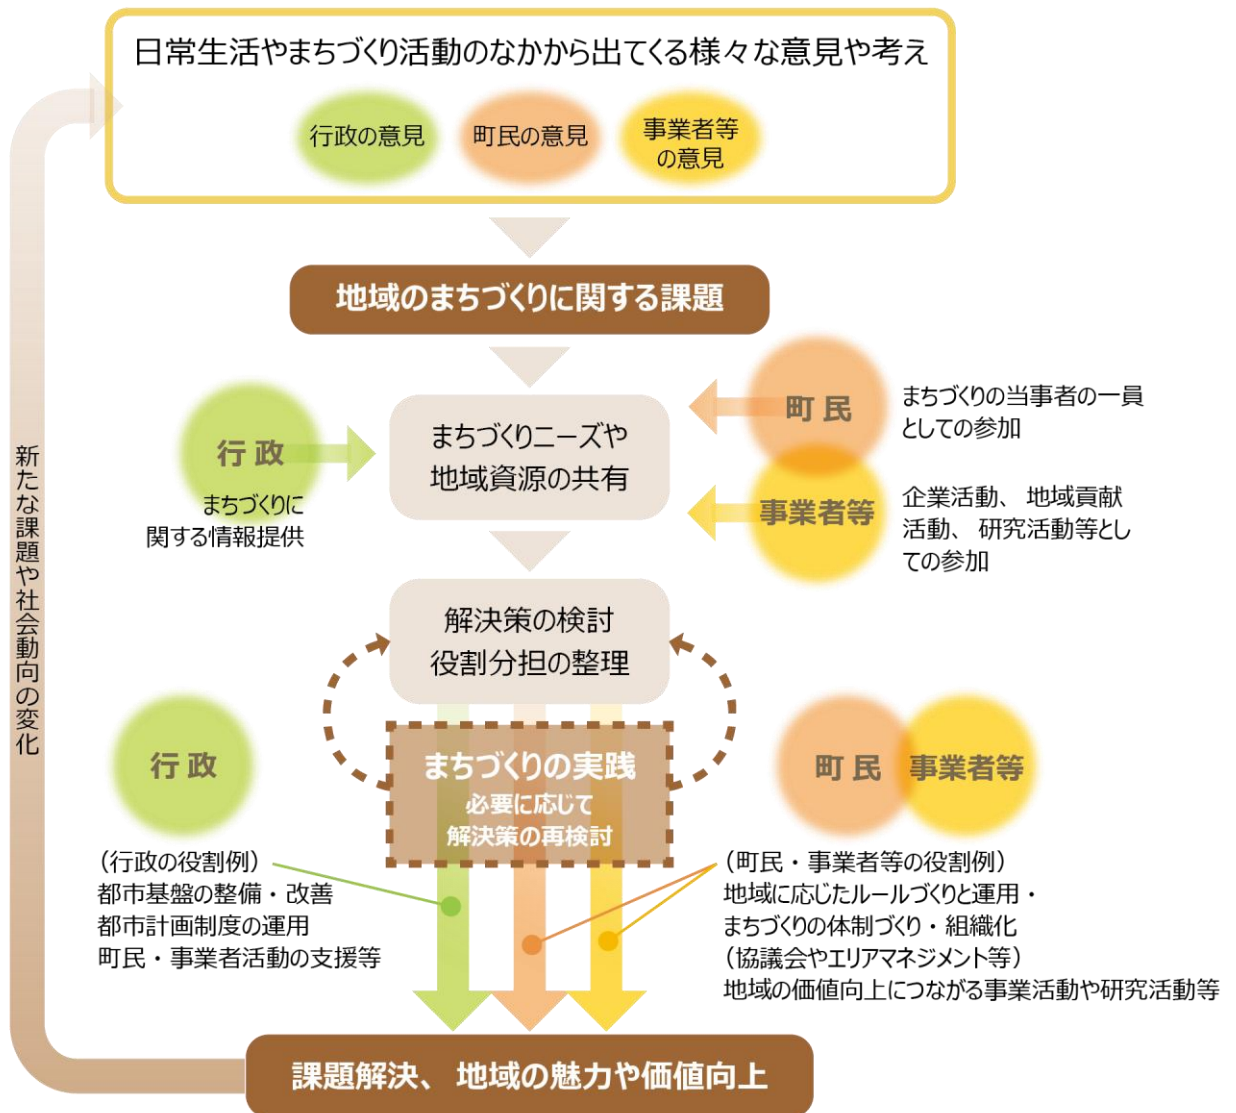 日常生活やまちづくり活動のなかから出てくる様々な意見や考え
行政の意見
町民の意見
事業者等
の意見
地域のまちづくりに関する課題
まちづくりニーズや
地域資源の共有
行政
まちづくりに
関する情報提供
町民
まちづくりの当事者の一員
としての参加
事業者等
企業活動、地域貢献
活動、研究活動等とし
ての参加
解決策の検討
役割分担の整理
まちづくりの実践
必要に応じて
解決策の再検討
行政
（行政の役割例）
都市基盤の整備・改善
都市計画制度の運用
町民・事業者活動の支援等
町民
事業者等
（町民・事業者等の役割例）
地域に応じたルールづくりと運用・
まちづくりの体制づくり・組織化
（協議会やエリアマネジメント等）
地域の価値向上につながる事業活動や研究活動等
課題解決、地域の魅力や価値向上
新たな課題や社会動向の変化